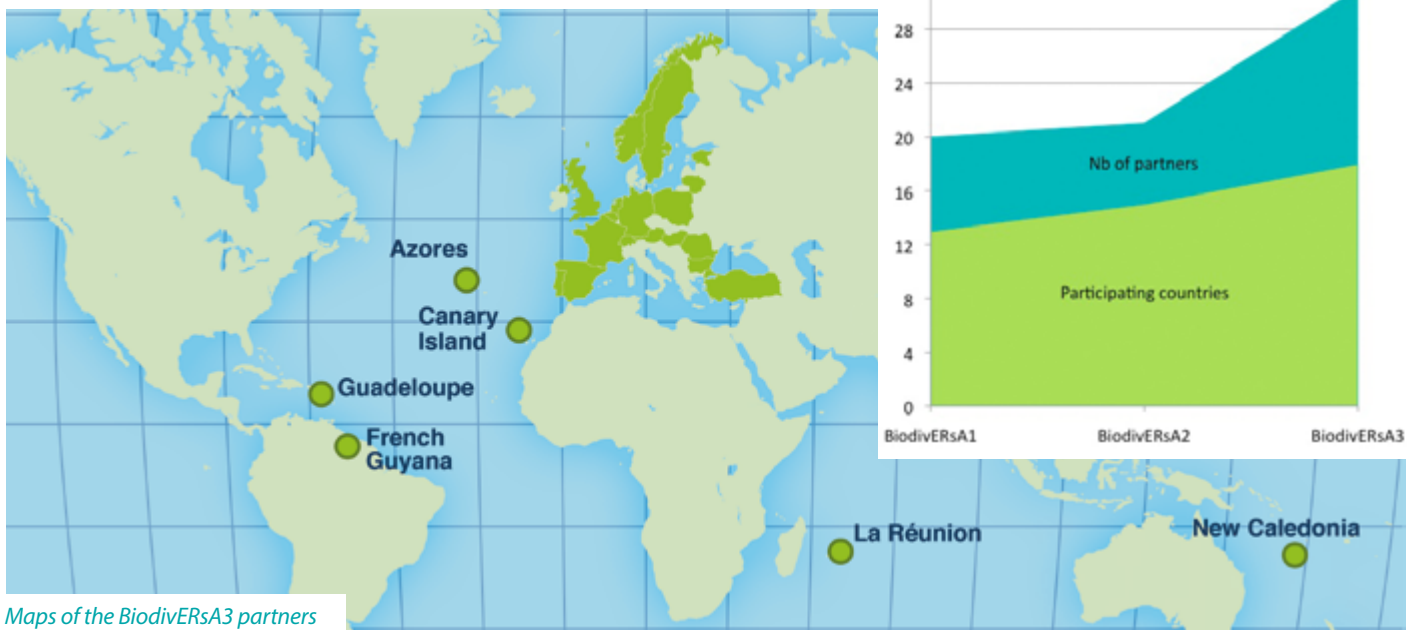 Azores
Canary
Island
Guadeloupe
French
Guyana
La Réunion
New Caledonia
Maps of the BiodivERsA3 partners
28
24
20
16
12
8
4
0
Nb of partners
Participating countries
BiodivERsA1
BiodivERsA2
BiodivERsA3